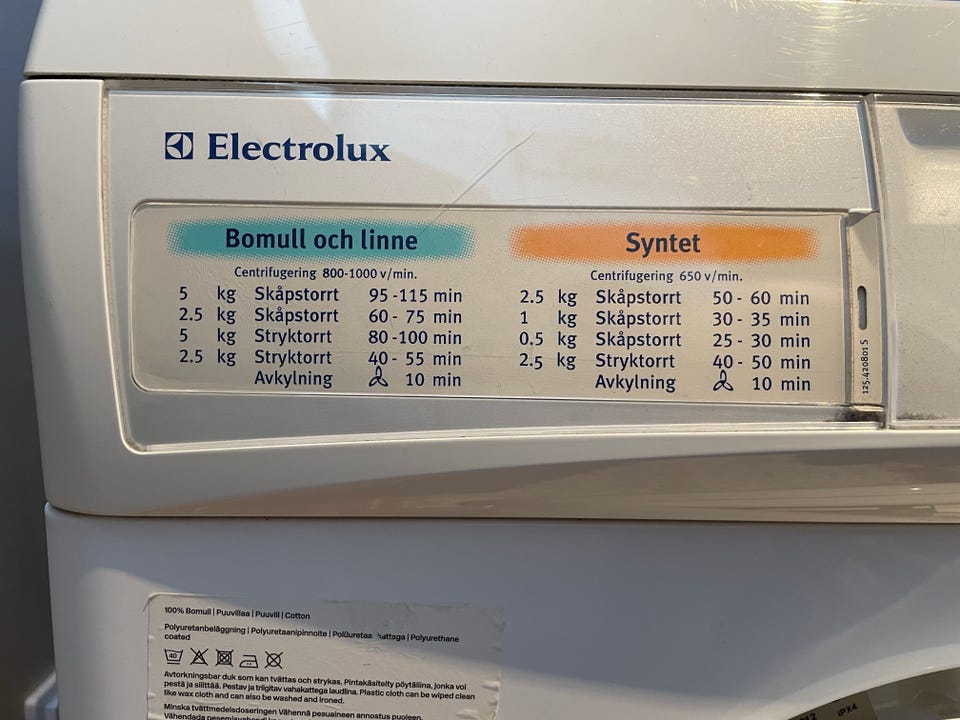 Electrolux
Bomull och linne
Centrifugering 800-1000 v/min.
5 kg Skåpstorrt 95-115 min
2.5 kg Skåpstorrt 60-75 min
5 kg Stryktorrt 80-100 min
2.5 kg Stryktorrt 40-55 min
Avkylning 10 min
Syntet
Centrifugering 650 v/min.
2.5 kg Skåpstorrt 50-60 min
1 kg Skåpstorrt 30-35 min
0.5 kg Skåpstorrt 25-30 min
2.5 kg Stryktorrt 40-50 min
Avkylning 10 min
125.420801 S
100% Bomull | Puuvillaa | Puuvill | Cotton
Polyuretanbeläggning | Polyuretaanipinnoite | | Polyurethane
coated
40
Avtorkningsbar duk som kan tvättas och strykas. Pintakäsitelty pöytäliina, jonka voi
pestä ja silittää. Pestav ja triigitav vahakattega laudlina. Plastic cloth can be wiped clean
like wax cloth and can also be washed and ironed.
Minska tvättmedelsdoseringen Vähennä pesuaineen annostus puoleen.
IPX4